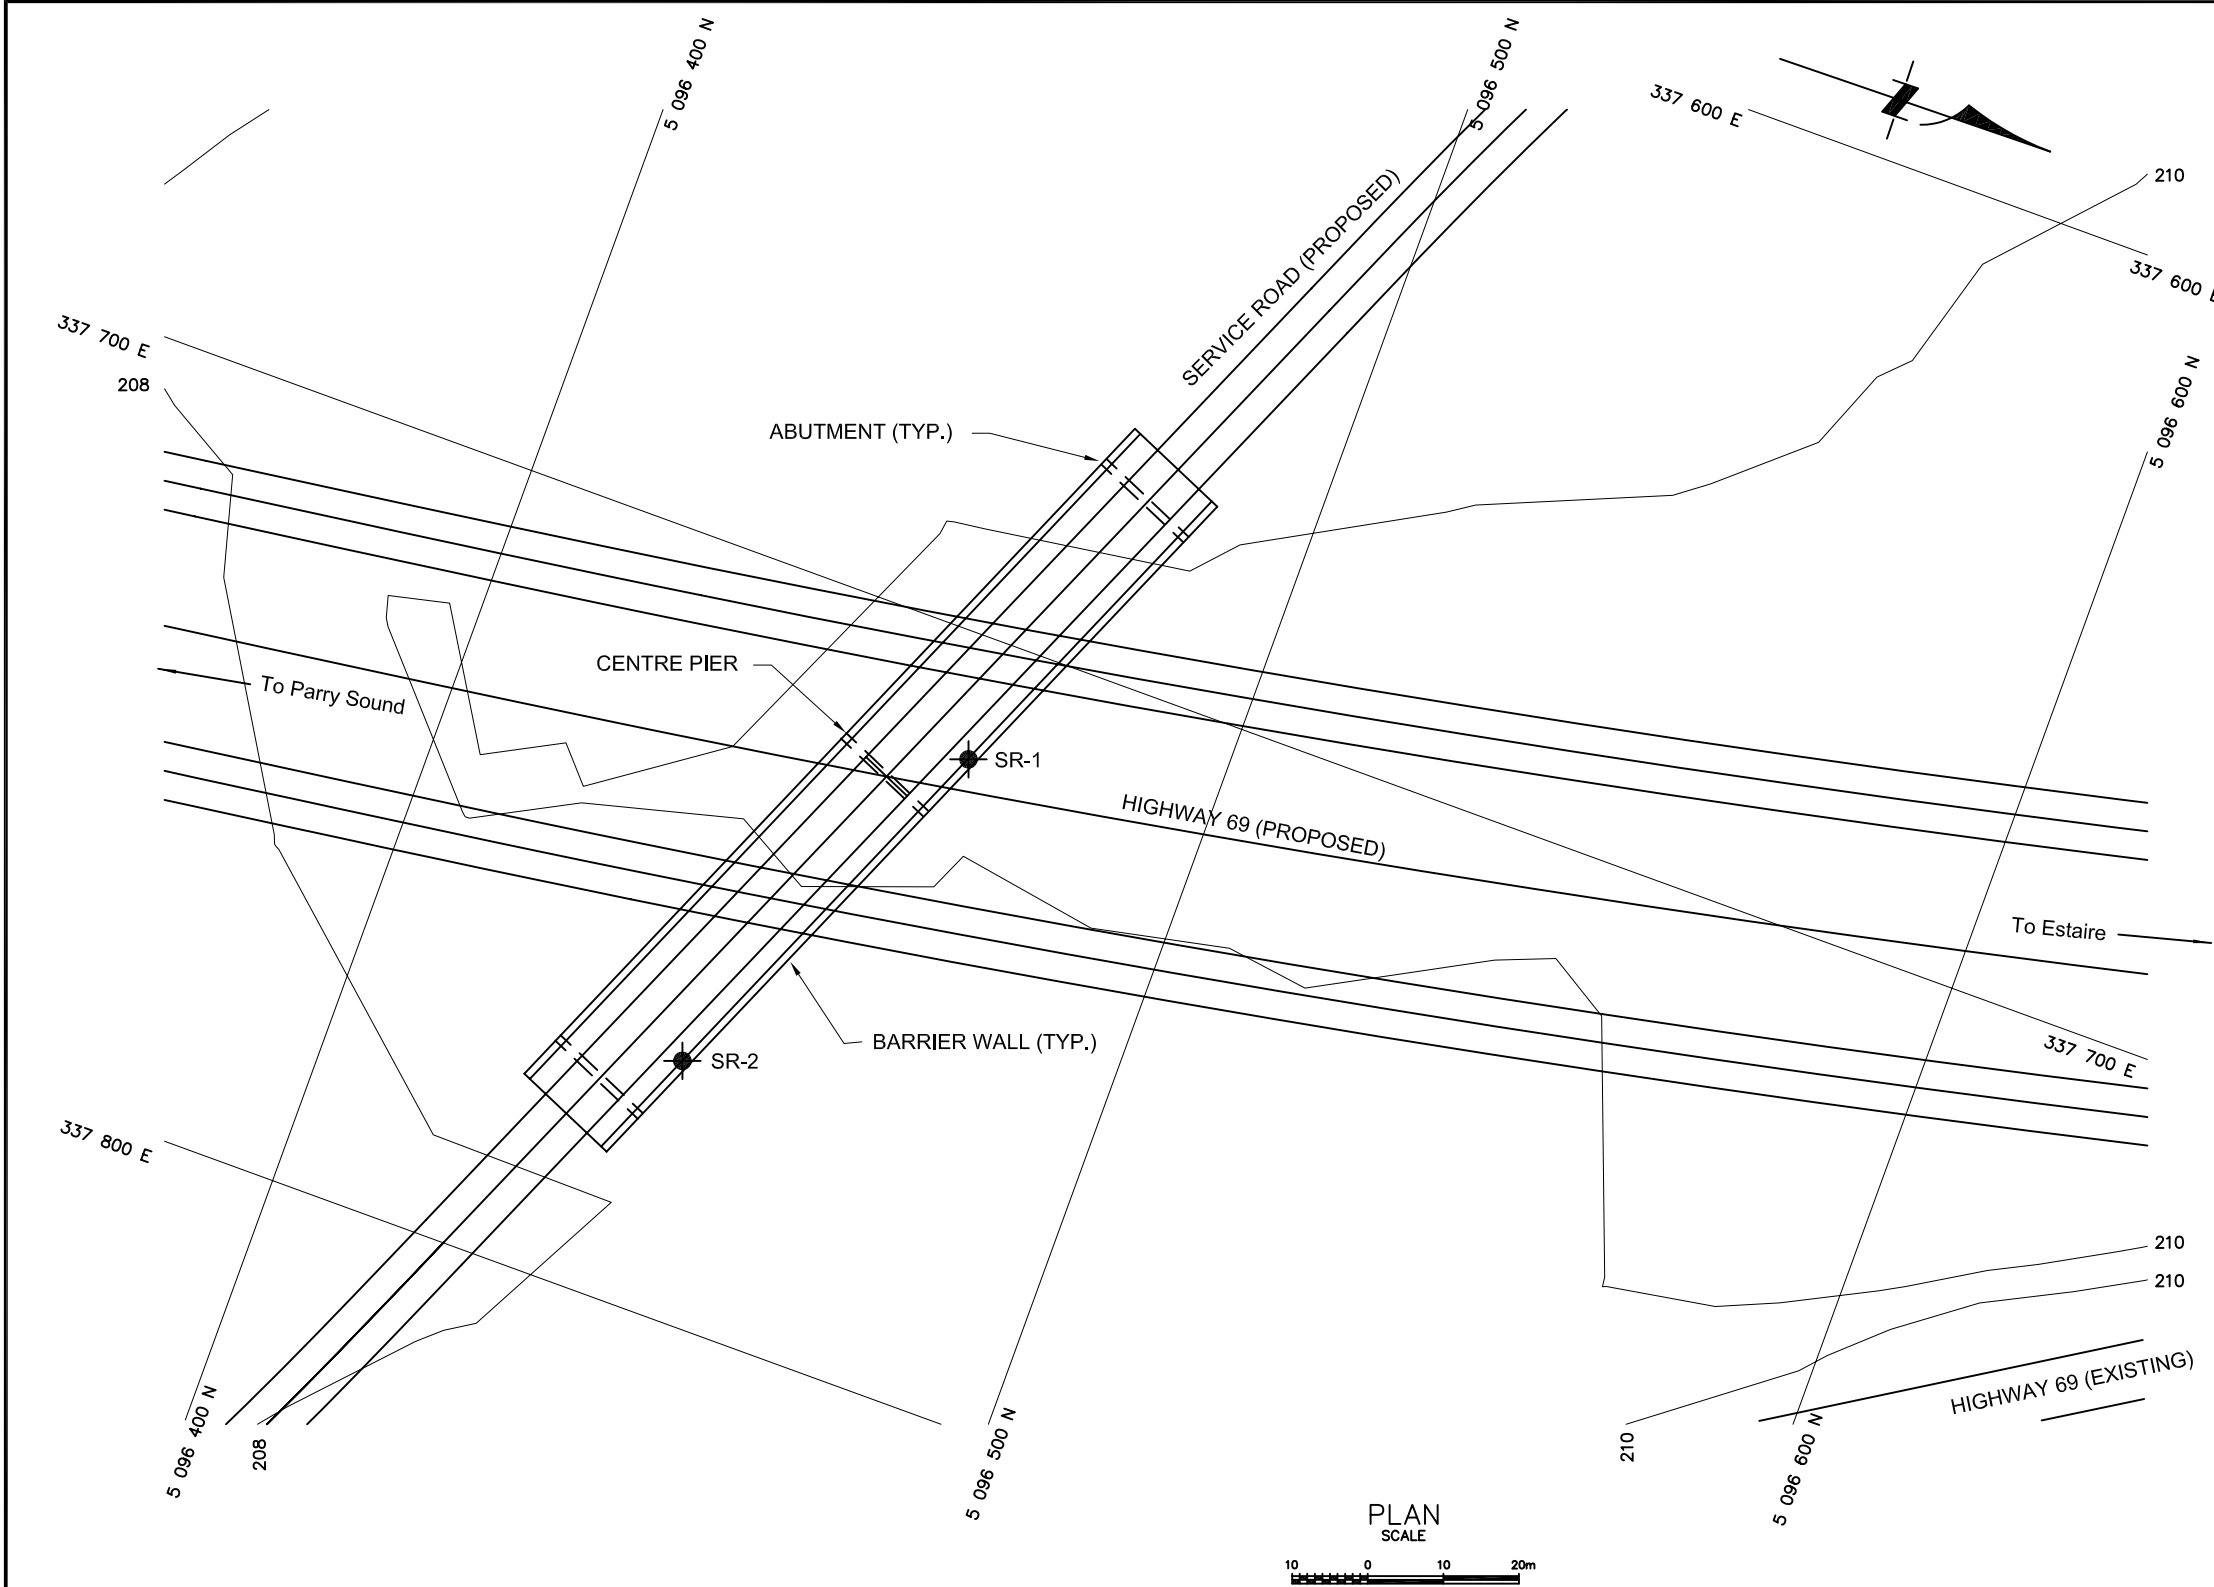 5 096 400 N
5 096 500 N
337 600 E
210
SERVICE ROAD (PROPOSED)
337 600 E
337 700 E
208
5 096 600 N
ABUTMENT (TYP.)
CENTRE PIER
To Parry Sound
SR-1
HIGHWAY 69 (PROPOSED)
To Estaire
BARRIER WALL (TYP.)
SR-2
337 700 E
337 800 E
210
210
HIGHWAY 69 (EXISTING)
5 096 400 N
208
5 096 500 N
210
5 096 600 N
PLAN
SCALE
10 0 10 20m